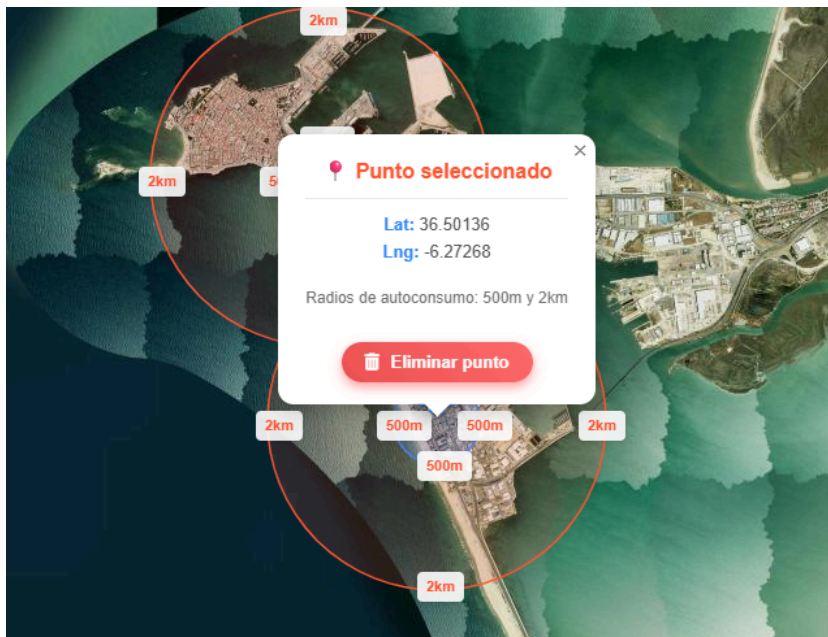 2km
×
Punto seleccionado
2km
Lat: 36.50136
Lng: -6.27268
Radios de autoconsumo: 500m y 2km
Eliminar punto
2km
500m
500m
2km
500m
2km